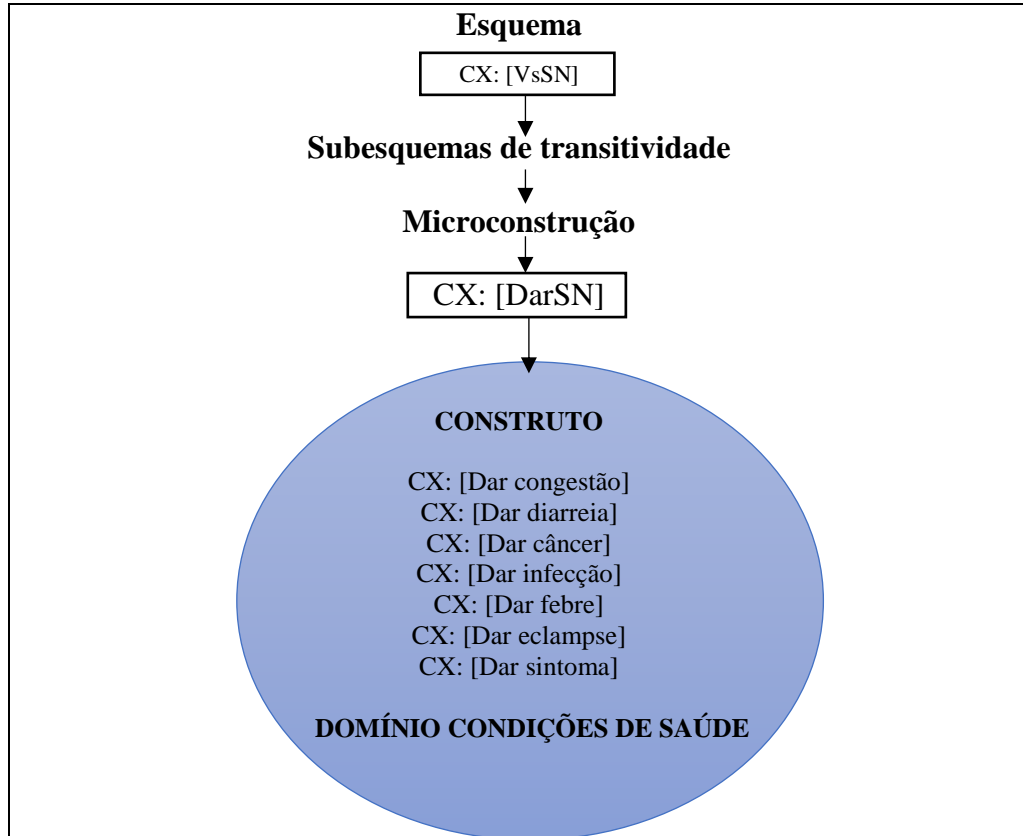 Esquema
CX: [VsSN]
Subesquemas de transitividade
Microconstrução
CX: [DarSN]
CONSTRUTO
CX: [Dar congestão]
CX: [Dar diarreia]
CX: [Dar câncer]
CX: [Dar infecção]
CX: [Dar febre]
CX: [Dar eclampse]
CX: [Dar sintoma]
DOMÍNIO CONDIÇÕES DE SAÚDE